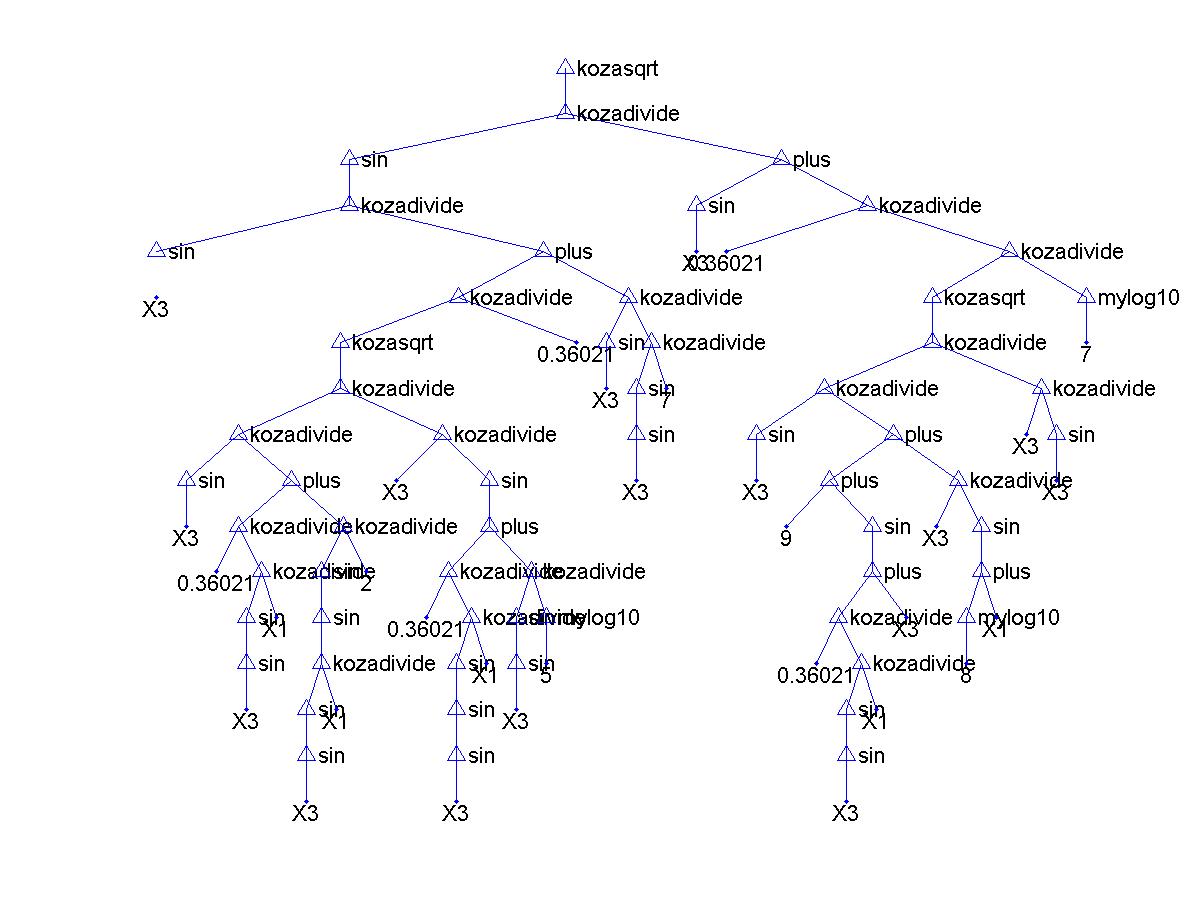 kozasqrt
kozadivide
sin plus
kozadivide sin kozadivide
sin plus X3 0.36021 kozadivide
X3 kozadivide kozadivide kozasqrt mylog10
kozasqrt 0.36021 sin kozadivide kozadivide 7
kozadivide X3 sin 7 kozadivide kozadivide
kozadivide kozadivide sin sin plus X3 sin
sin plus X3 sin X3 X3 plus kozadivide X3
X3 kozadivide kozadivide plus 9 sin X3 sin
0.36021 kozadivide sin 2 kozadivide kozadivide plus plus
sin X1 sin 0.36021 kozadivide sin mylog10 kozadivide X3 mylog10 X1
sin kozadivide sin X1 sin 5 0.36021 kozadivide 8
X3 sin X1 sin X3 sin X1
sin sin sin
X3 X3 X3